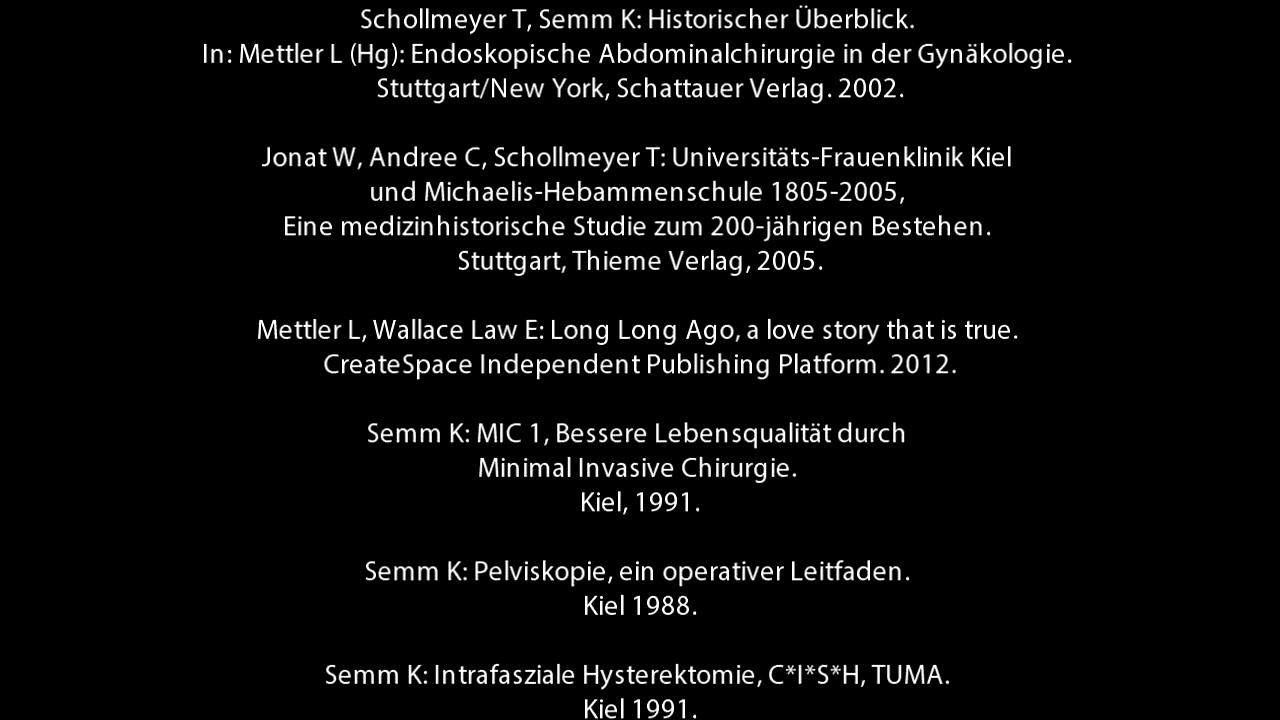 Schollmeyer T, Semm K: Historischer Überblick.
In: Mettler L (Hg): Endoskopische Abdominalchirurgie in der Gynäkologie.
Stuttgart/New York, Schattauer Verlag. 2002.
Jonat W, Andree C, Schollmeyer T: Universitäts-Frauenklinik Kiel
und Michaelis-Hebammenschule 1805-2005,
Eine medizinhistorische Studie zum 200-jährigen Bestehen.
Stuttgart, Thieme Verlag, 2005.
Mettler L, Wallace Law E: Long Long Ago, a love story that is true.
CreateSpace Independent Publishing Platform. 2012.
Semm K: MIC 1, Bessere Lebensqualität durch
Minimal Invasive Chirurgie.
Kiel, 1991.
Semm K: Pelviskopie, ein operativer Leitfaden.
Kiel 1988.
Semm K: Intrafasziale Hysterektomie, C*I*S*H, TUMA.
Kiel 1991.